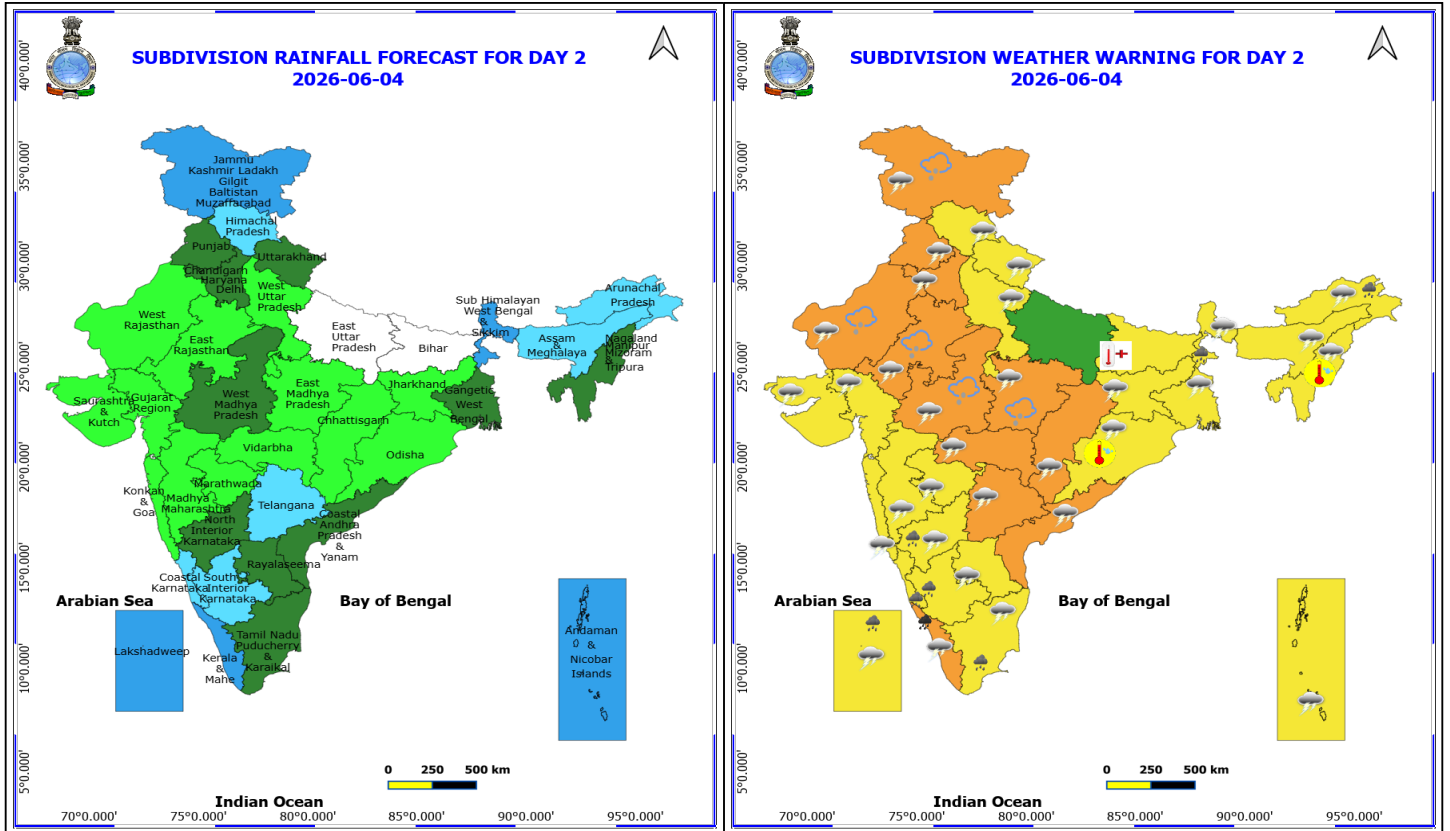 SUBDIVISION RAINFALL FORECAST FOR DAY 2
2026-06-04
40°0.000'
35°0.000'
30°0.000'
25°0.000'
20°0.000'
15°0.000'
10°0.000'
5°0.000'
Jammu
Kashmir Ladakh
Gilgit
Baltistan
Muzaffarabad
Himachal
Pradesh
Punjab
Uttarakhand
Chandigarh
Haryana
Delhi
West
Uttar
Pradesh
West
Rajasthan
East
Rajasthan
East
Uttar
Pradesh
Bihar
Sub Himalayan
West Bengal
&
Sikkim
Arunachal
Pradesh
Assam
&
Meghalaya
Nagaland
Manipur
Mizoram
&
Tripura
Saurashtra
&
Kutch
Gujarat
Region
West
Madhya
Pradesh
East
Madhya
Pradesh
Jharkhand
Gangetic
West
Bengal
Chhattisgarh
Odisha
Vidarbha
Konkan
&
Goa
Madhya
Maharashtra
Marathwada
Telangana
North
Interior
Karnataka
Coastal
Andhra
Pradesh
&
Yanam
Rayalaseema
Coastal
Karnataka
South
Interior
Karnataka
Tamil Nadu
Puducherry
&
Karaikal
Kerala
&
Mahe
Lakshadweep
Andaman
&
Nicobar
Islands
Arabian Sea
Bay of Bengal
0 250 500 km
Indian Ocean
70°0.000' 75°0.000' 80°0.000' 85°0.000' 90°0.000' 95°0.000'
SUBDIVISION WEATHER WARNING FOR DAY 2
2026-06-04
40°0.000'
35°0.000'
30°0.000'
25°0.000'
20°0.000'
15°0.000'
10°0.000'
5°0.000'
Arabian Sea
Bay of Bengal
0 250 500 km
Indian Ocean
70°0.000' 75°0.000' 80°0.000' 85°0.000' 90°0.000' 95°0.000'